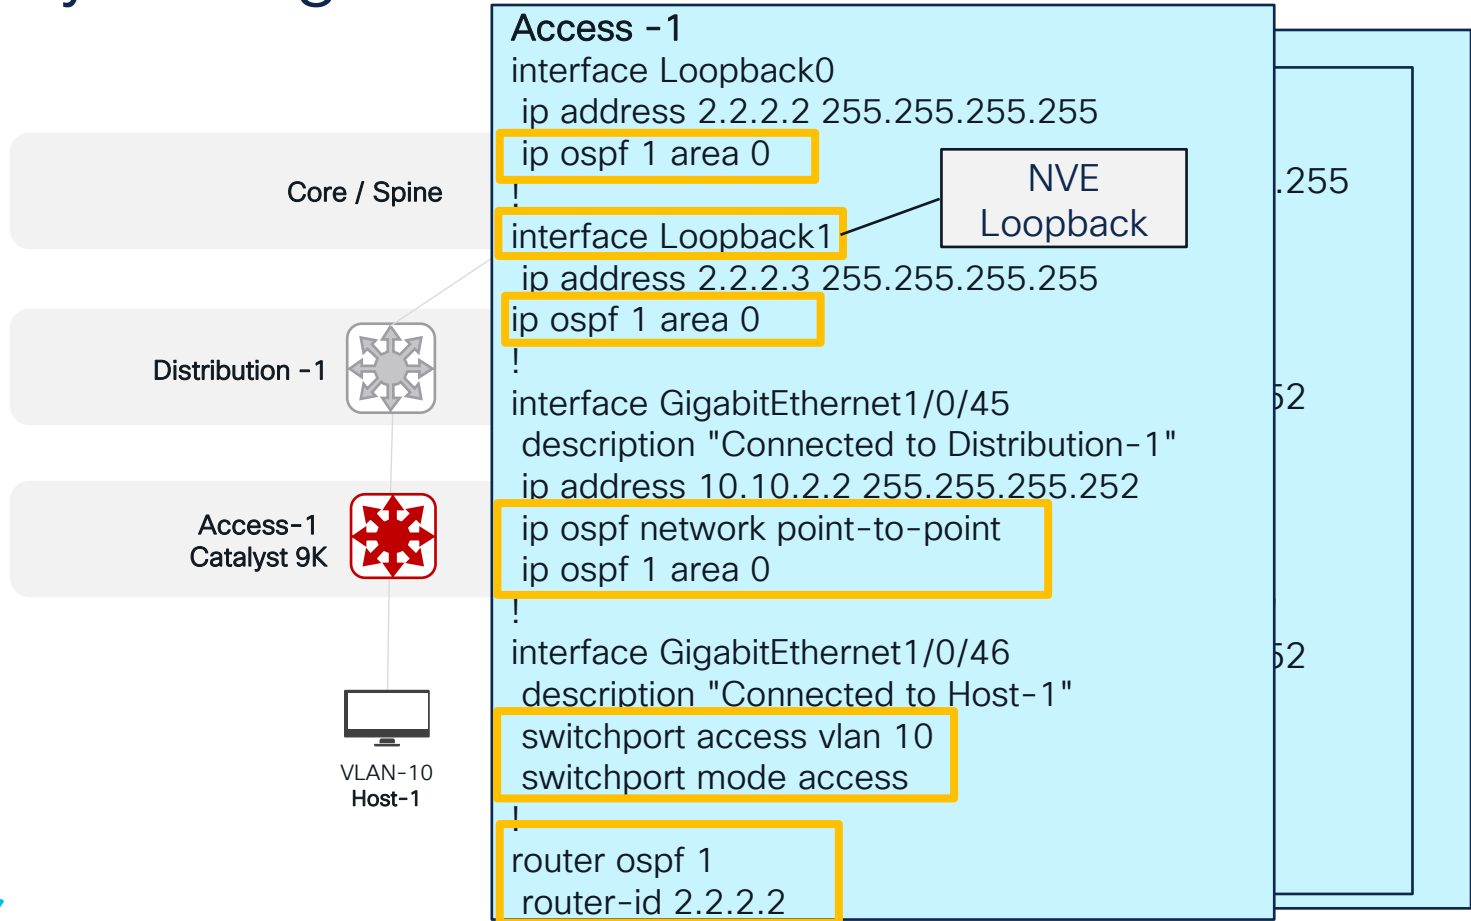 Access -1
interface Loopback0
ip address 2.2.2.2 255.255.255.255
ip ospf 1 area 0
!
interface Loopback1
ip address 2.2.2.3 255.255.255.255
ip ospf 1 area 0
!
interface GigabitEthernet1/0/45
description "Connected to Distribution-1"
ip address 10.10.2.2 255.255.255.252
ip ospf network point-to-point
ip ospf 1 area 0
!
interface GigabitEthernet1/0/46
description "Connected to Host-1"
switchport access vlan 10
switchport mode access
!
router ospf 1
router-id 2.2.2.2
NVE
Loopback
.255
52
52
Core / Spine
Distribution -1
Access-1
Catalyst 9K
VLAN-10
Host-1